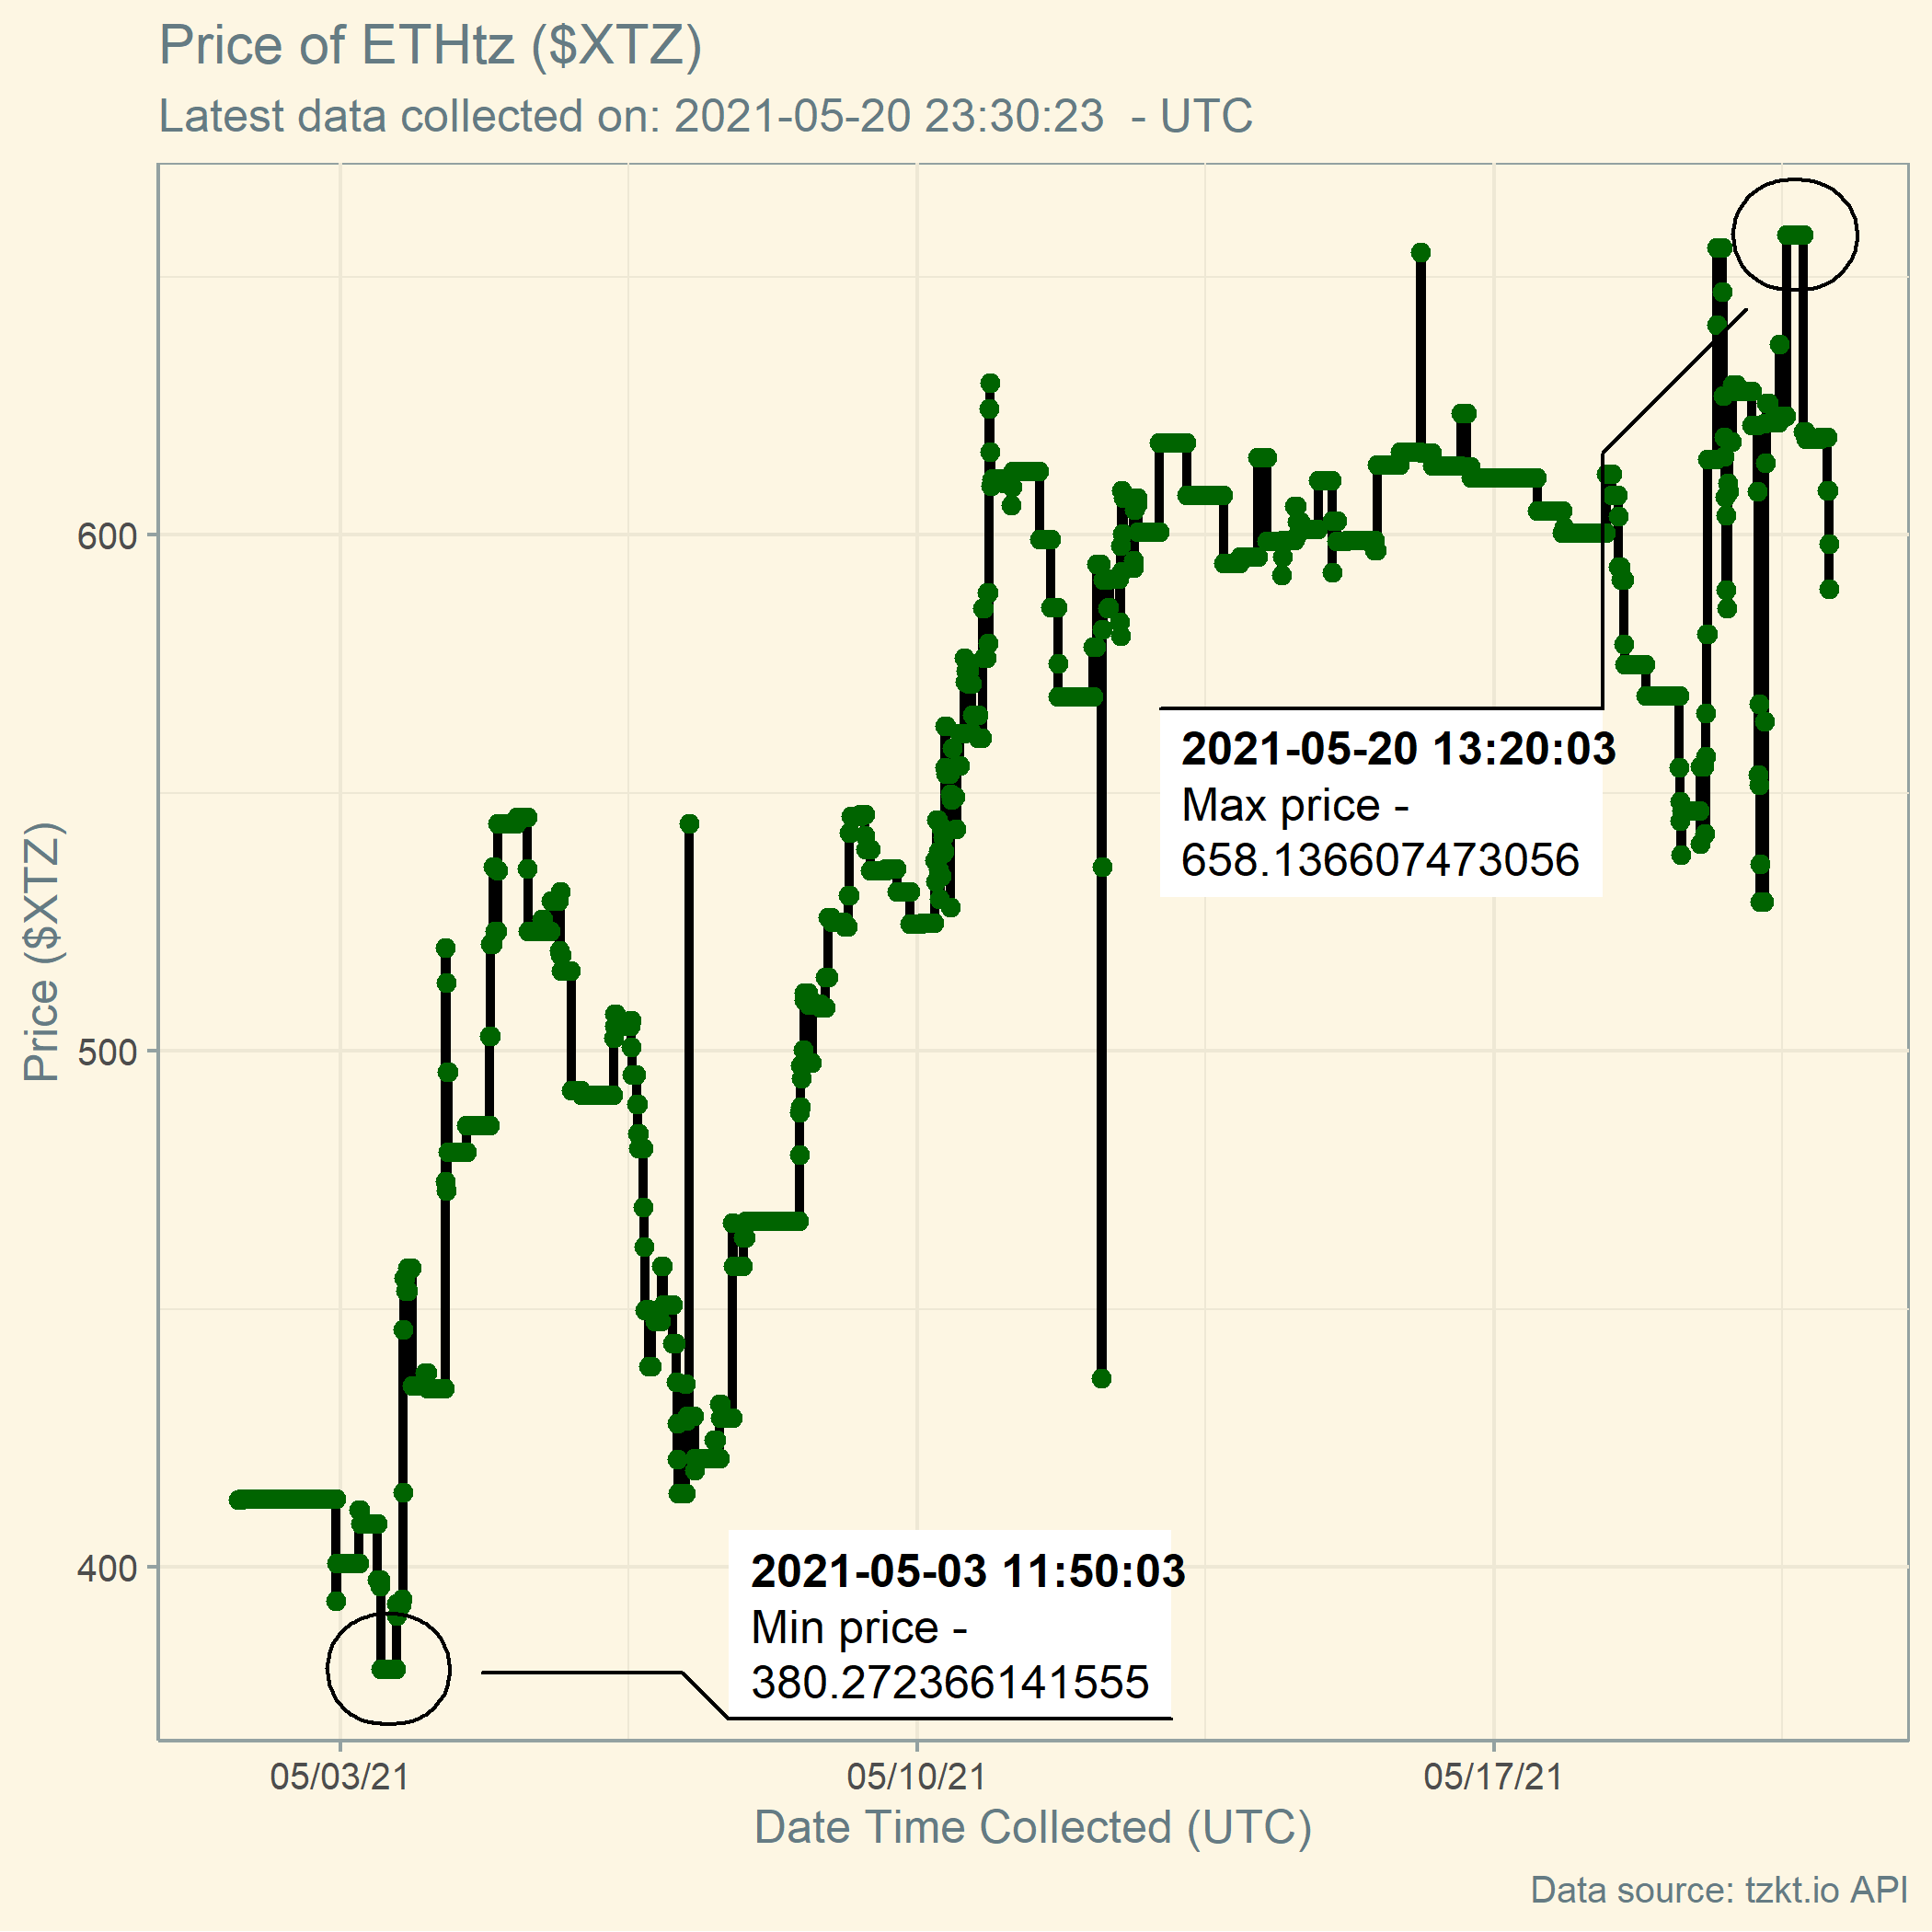 Price of ETHtz ($XTZ)
Latest data collected on: 2021-05-20 23:30:23  - UTC
Price ($XTZ)
600
500
400
2021-05-20 13:20:03
Max price -
658.136607473056
2021-05-03 11:50:03
Min price -
380.272366141555
05/03/21
05/10/21
05/17/21
Date Time Collected (UTC)
Data source: tzkt.io API